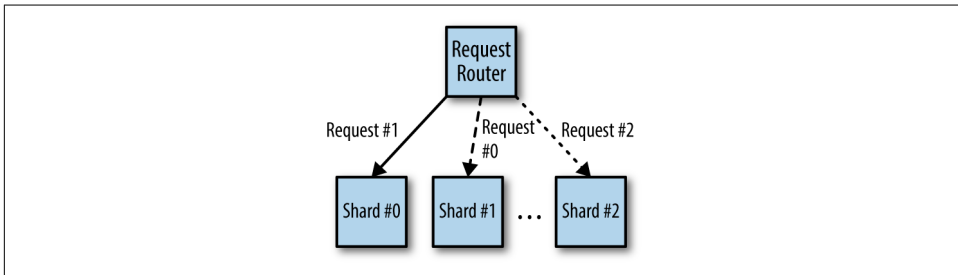 Request
Router
Request #1
Request
#0
Request #2
Shard #0
Shard #1
...
Shard #2